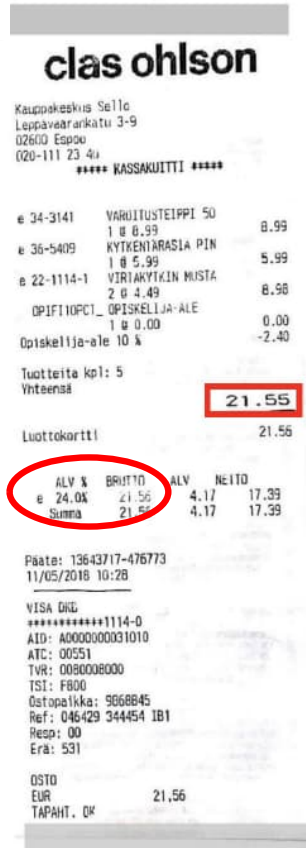 clas ohlson
Kauppakeskus Sello
Leppävaarankatu 3-9
02600 Espoo
020-111 23 40
***** KASSAKUITTI *****
e 34-3141 VAROITUSTEIPPI 50
1 @ 8.99 8.99
e 36-5409 KYTKENTÄRASIA PIN
1 @ 5.99 5.99
e 22-1114-1 VIRTAKYTKIN MUSTA
2 @ 4.49 8.98
OPIFI10PCT_ OPISKELIJA-ALE
1 @ 0.00 0.00
Opiskelija-ale 10 % -2.40
Tuotteita kpl: 5
Yhteensä
21.55
Luottokortti 21.56
ALV % BRUTTO ALV NETTO
e 24.0% 21.56 4.17 17.39
Summa 21.56 4.17 17.39
Pääte: 13643717-476773
11/05/2018 10:28
VISA
************1114-0
AID: A0000000031010
ATC: 00551
TVR: 0080008000
TSI: F800
Ostopaikka: 9868845
Ref: 046429 344454 IB1
Resp: 00
Erä: 531
OSTO
EUR 21,56
TAPAHT. OK